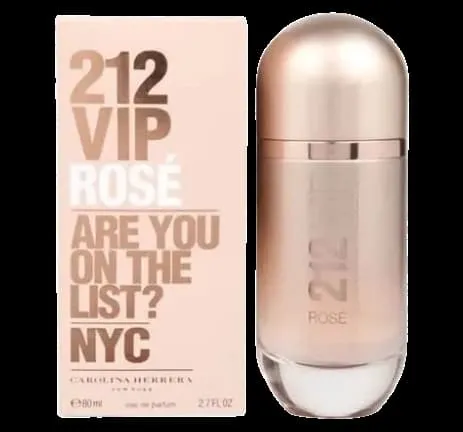 212
VIP
ROSÉ
ARE YOU
ON THE
LIST?
NYC
CAROLINA HERRERA
NEW YORK
℮80 ml eau de parfum 2.7 FL OZ
212
ROSÉ